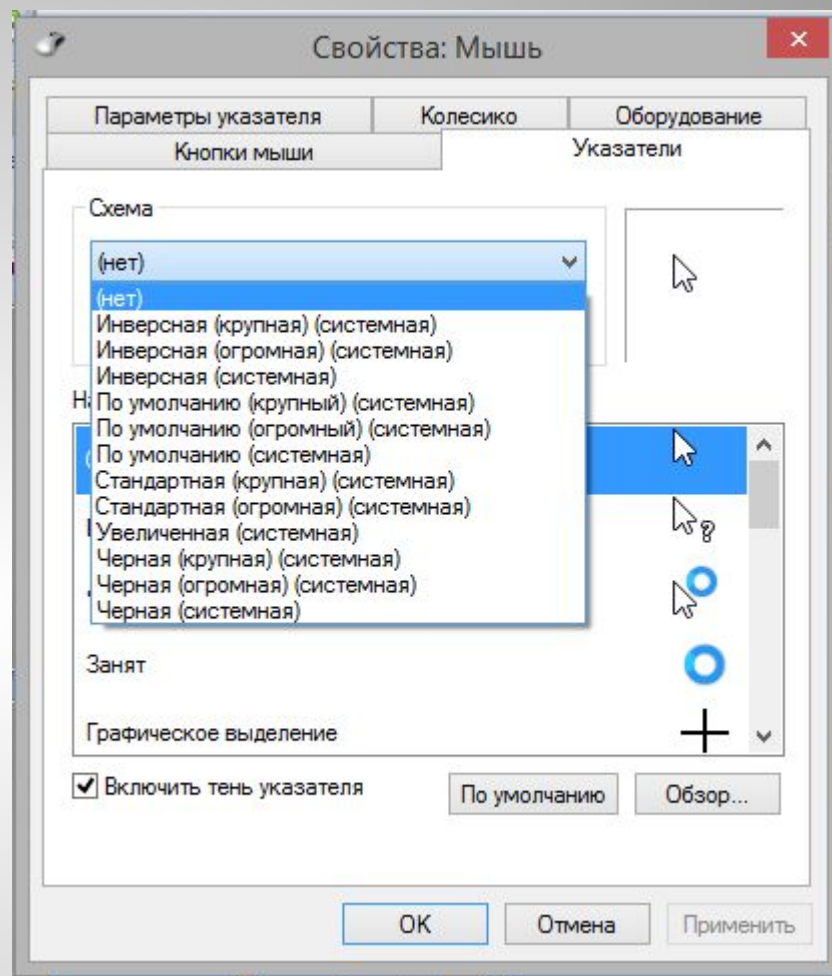 Свойства: Мышь
Параметры указателя
Колесико
Оборудование
Кнопки мыши
Указатели
Схема
(нет)
(нет)
Инверсная (крупная) (системная)
Инверсная (огромная) (системная)
Инверсная (системная)
По умолчанию (крупный) (системная)
По умолчанию (огромный) (системная)
По умолчанию (системная)
Стандартная (крупная) (системная)
Стандартная (огромная) (системная)
Увеличенная (системная)
Черная (крупная) (системная)
Черная (огромная) (системная)
Черная (системная)
Занят
Графическое выделение
Включить тень указателя
По умолчанию
Обзор...
OK
Отмена
Применить